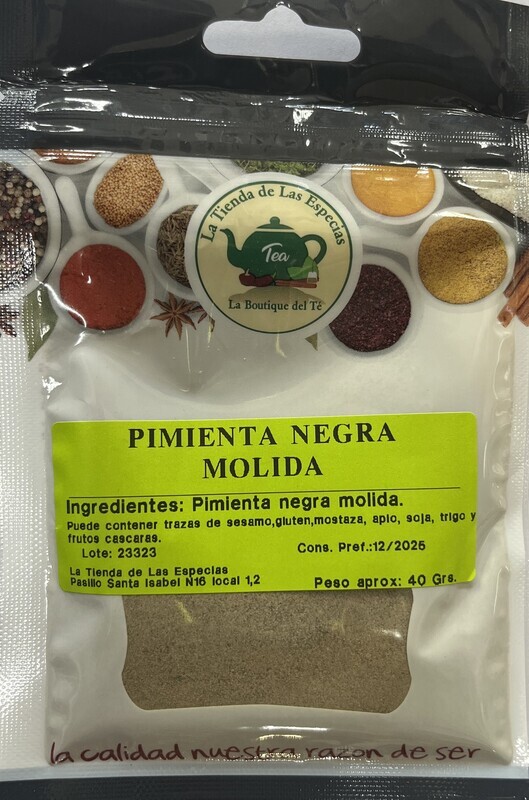 La Tienda de Las Especias
Tea
La Boutique del Té
PIMIENTA NEGRA
MOLIDA
Ingredientes: Pimienta negra molida.
Puede contener trazas de sesamo,gluten,mostaza, apio, soja, trigo y
frutos cascaras.
Lote: 23323 Cons. Pref.:12/2025
La Tienda de Las Especias
Pasillo Santa Isabel N16 local 1,2 Peso aprox: 40 Grs.
la calidad nuestra razon de ser